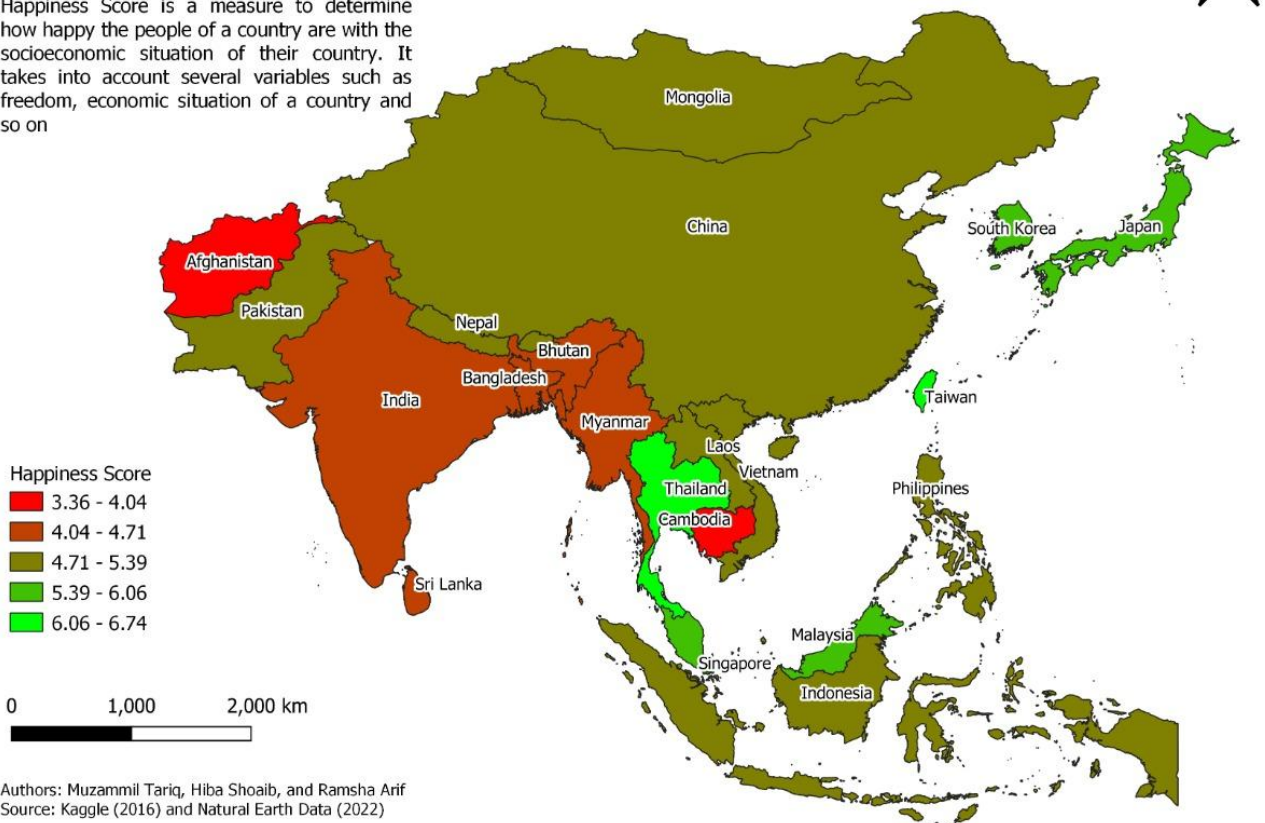 Happiness Score is a measure to determine
how happy the people of a country are with the
socioeconomic situation of their country. It
takes into account several variables such as
freedom, economic situation of a country and
so on
Mongolia
China
South Korea
Japan
Afghanistan
Pakistan
Nepal
Bhutan
Bangladesh
India
Myanmar
Taiwan
Laos
Vietnam
Thailand
Philippines
Cambodia
Sri Lanka
Malaysia
Singapore
Indonesia
Happiness Score
3.36 - 4.04
4.04 - 4.71
4.71 - 5.39
5.39 - 6.06
6.06 - 6.74
0 1,000 2,000 km
Authors: Muzammil Tariq, Hiba Shoaib, and Ramsha Arif
Source: Kaggle (2016) and Natural Earth Data (2022)